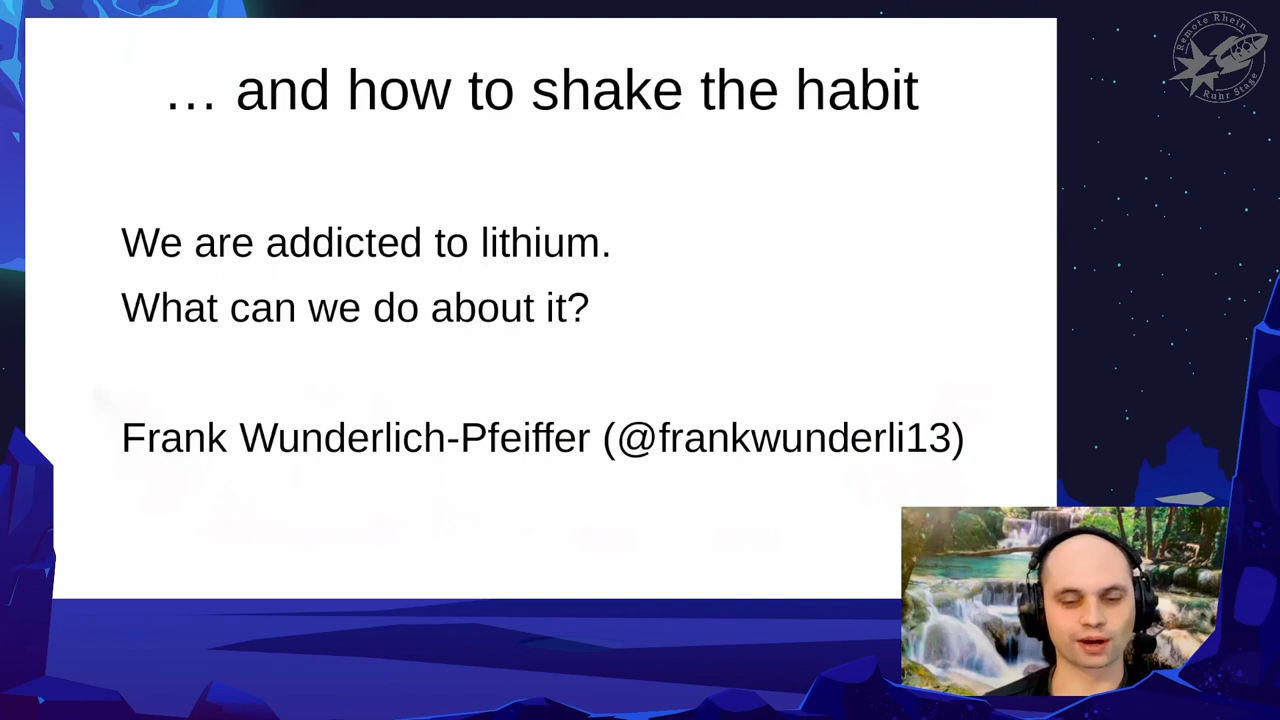 … and how to shake the habit
We are addicted to lithium.
What can we do about it?
Frank Wunderlich-Pfeiffer (@frankwunderli13)
Remote Rhein
Ruhr Stage